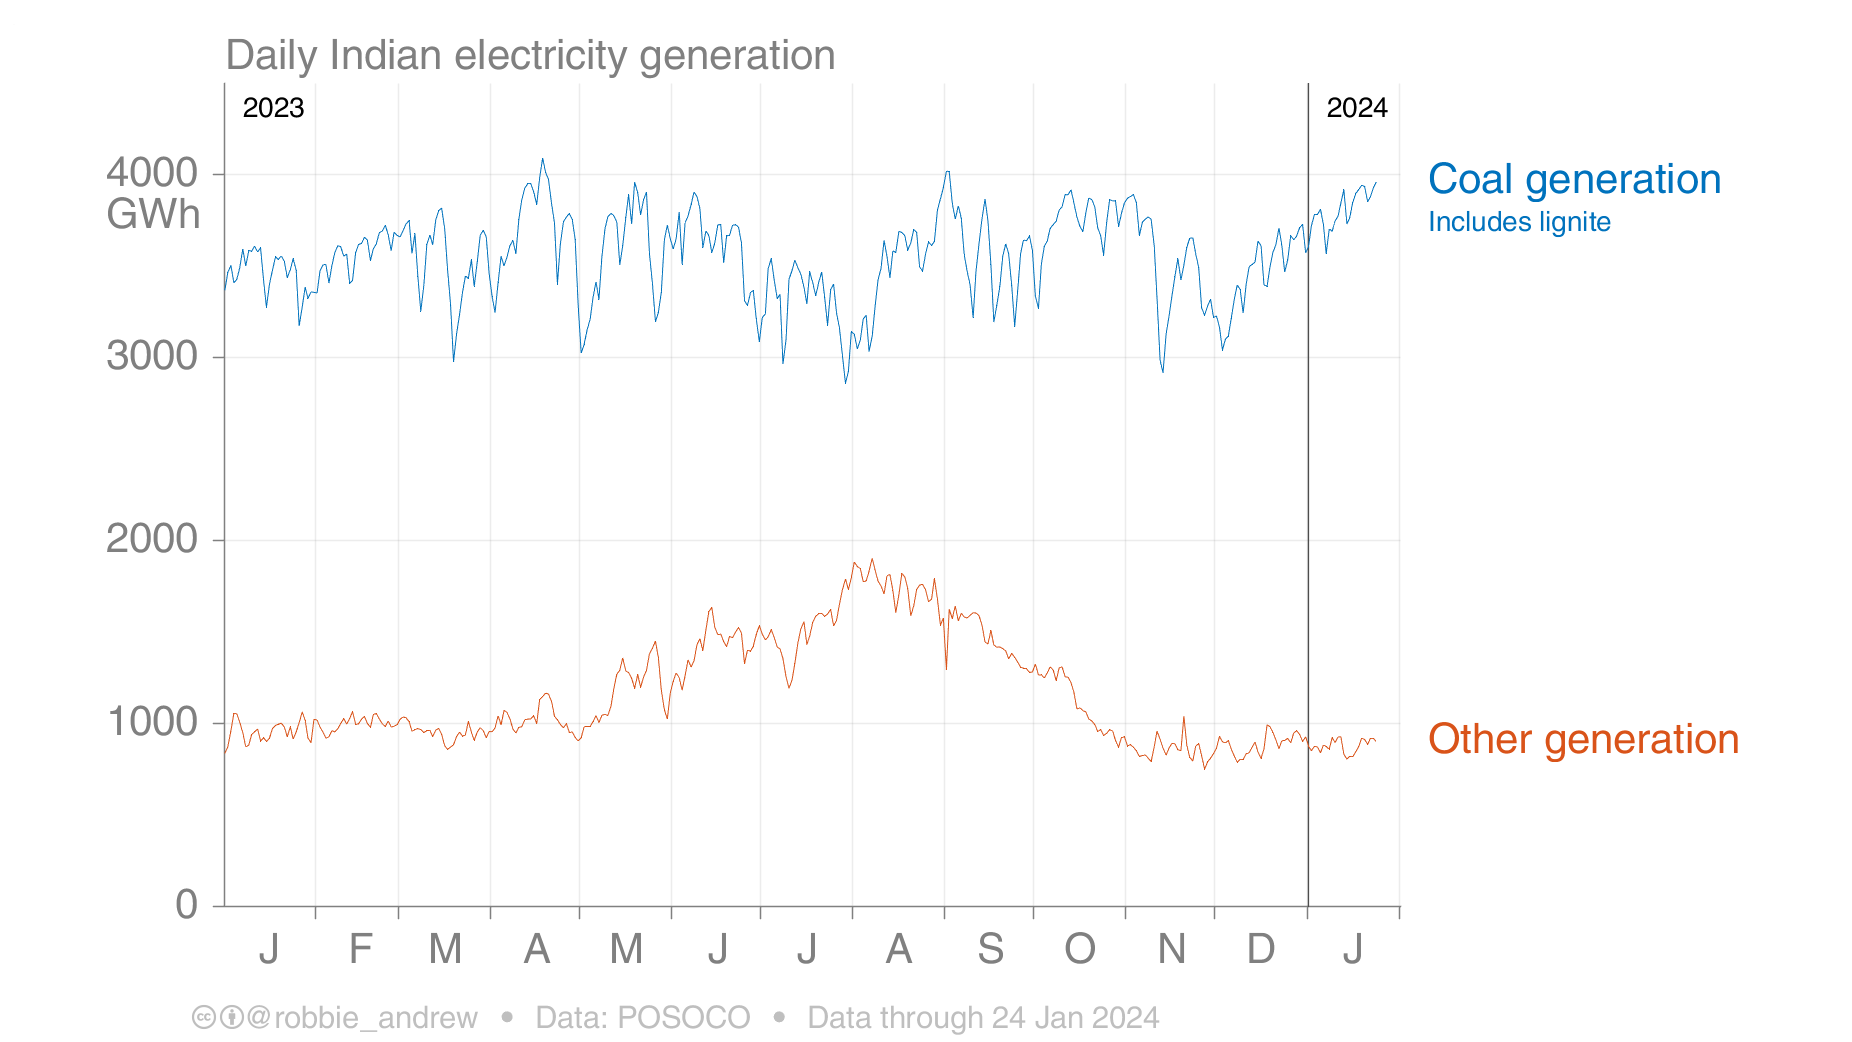 Daily Indian electricity generation
2023
2024
4000
GWh
3000
2000
1000
0
Coal generation
Includes lignite
Other generation
J F M A M J J A S O N D J
cc @robbie_andrew • Data: POSOCO • Data through 24 Jan 2024